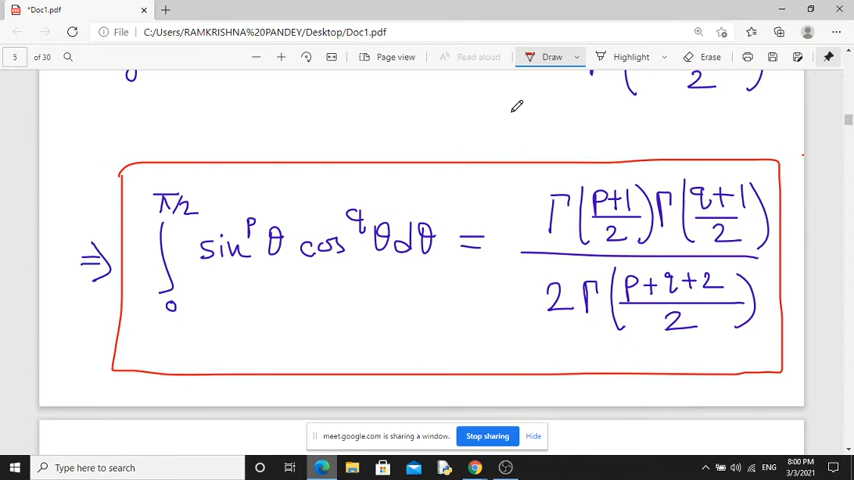 *Doc1.pdf
File C:/Users/RAMKRISHNA%20PANDEY/Desktop/Doc1.pdf
5 of 30 Page view Read aloud Draw Highlight Erase
0 Γ( 2 )
⇒ ∫₀^{π/2} sin^p θ cos^q θ dθ = Γ((p+1)/2) Γ((q+1)/2) / 2Γ((p+q+2)/2)
meet.google.com is sharing a window. Stop sharing Hide
Type here to search
ENG
8:00 PM
3/3/2021